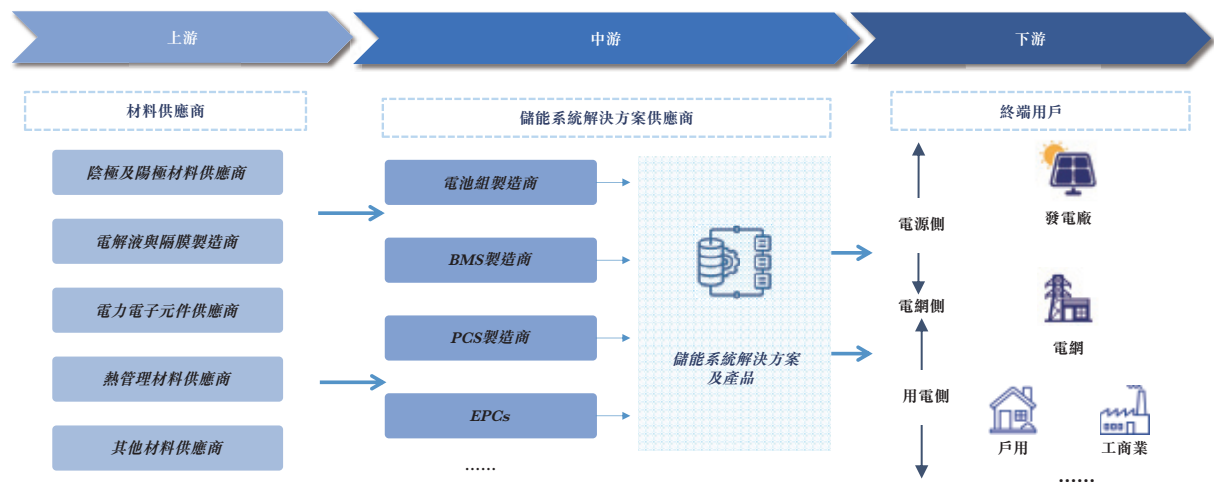 上游
中游
下游
材料供應商
陰極及陽極材料供應商
電解液與隔膜製造商
電力電子元件供應商
熱管理材料供應商
其他材料供應商
儲能系統解決方案供應商
電池組製造商
BMS製造商
PCS製造商
EPCs
......
儲能系統解決方案
及產品
終端用戶
電源側
電網側
用電側
發電廠
電網
戶用
工商業
......